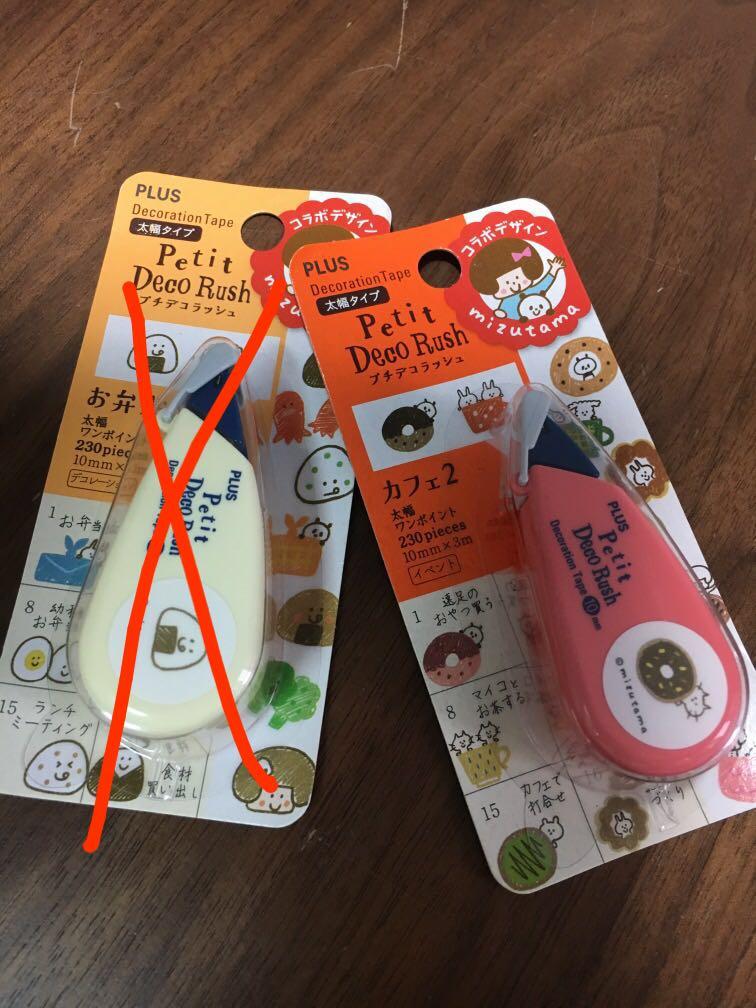 PLUS
Decoration Tape
太幅タイプ
Petit
Deco Rush
プチデコラッシュ
コラボデザイン
お弁
太幅
ワンポイン
230pieces
10mm×
PLUS
Petit
Deco Rush
1 お弁当
8
お弁
15 ランチ
ミーティング
食材
買い出し
PLUS
Decoration Tape
太幅タイプ
Petit
Deco Rush
プチデコラッシュ
コラボデザイン
mizutama
カフェ2
太幅
ワンポイント
230pieces
10mm×3m
イベント
PLUS
Petit
Deco Rush
Decoration Tape 10mm
©mizutama
1 遠足の
おやつ買う
8 マイコと
お茶する
15 カフェで
打合せ